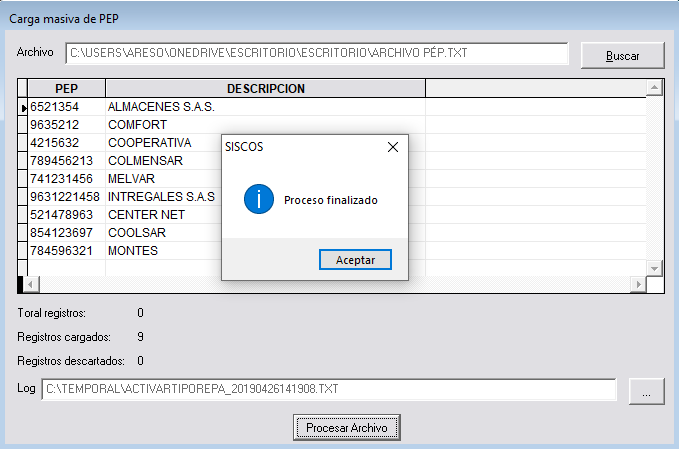 Carga masiva de PEP
Archivo C:\USERS\ARESO\ONEDRIVE\ESCRITORIO\ESCRITORIO\ARCHIVO PÉP.TXT Buscar
PEP DESCRIPCION
6521354 ALMACENES S.A.S.
9635212 COMFORT
4215632 COOPERATIVA
789456213 COLMENSAR
741231456 MELVAR
9631221458 INTREGALES S.A.S
521478963 CENTER NET
854123697 COOLSAR
784596321 MONTES
SISCOS
Proceso finalizado
Aceptar
Toral registros: 0
Registros cargados: 9
Registros descartados: 0
Log C:\TEMPORAL\ACTIVARTIPOREPA_20190426141908.TXT ...
Procesar Archivo